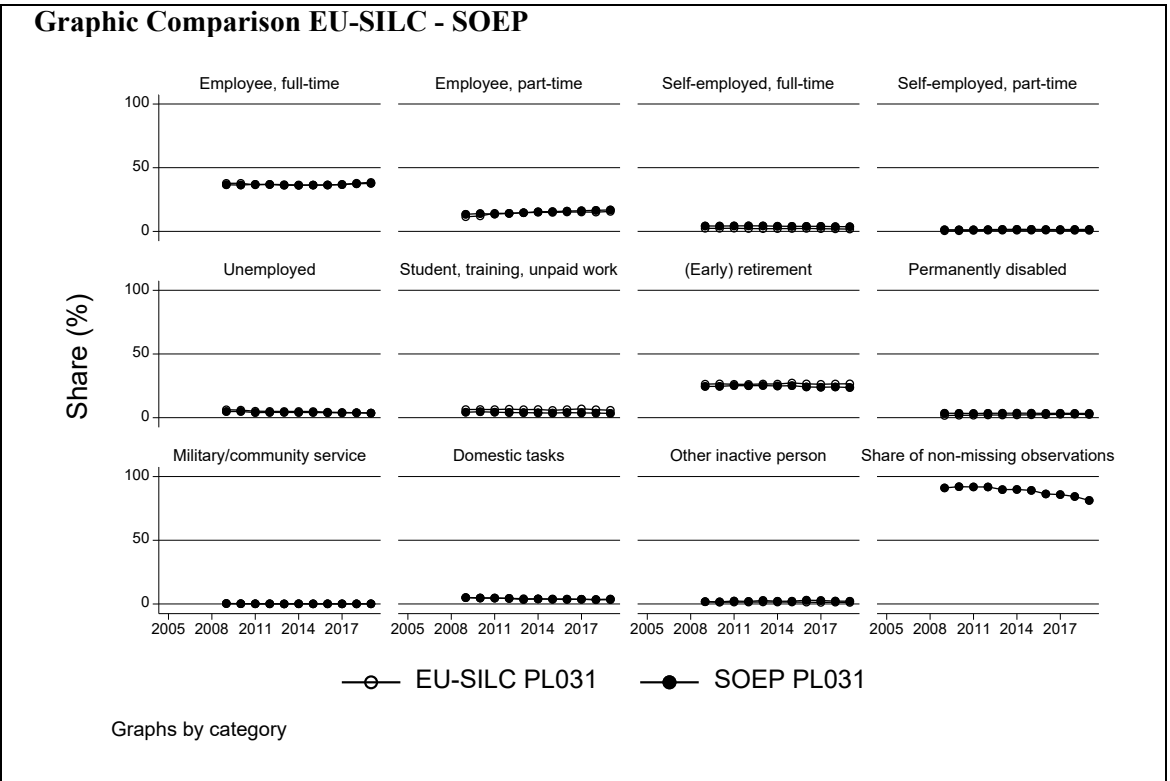 Graphic Comparison EU-SILC - SOEP
Employee, full-time Employee, part-time Self-employed, full-time Self-employed, part-time
100
50
0
Unemployed Student, training, unpaid work (Early) retirement Permanently disabled
100
50
0
Military/community service Domestic tasks Other inactive person Share of non-missing observations
100
50
0
2005 2008 2011 2014 2017 2005 2008 2011 2014 2017 2005 2008 2011 2014 2017 2005 2008 2011 2014 2017
Share (%)
EU-SILC PL031 SOEP PL031
Graphs by category